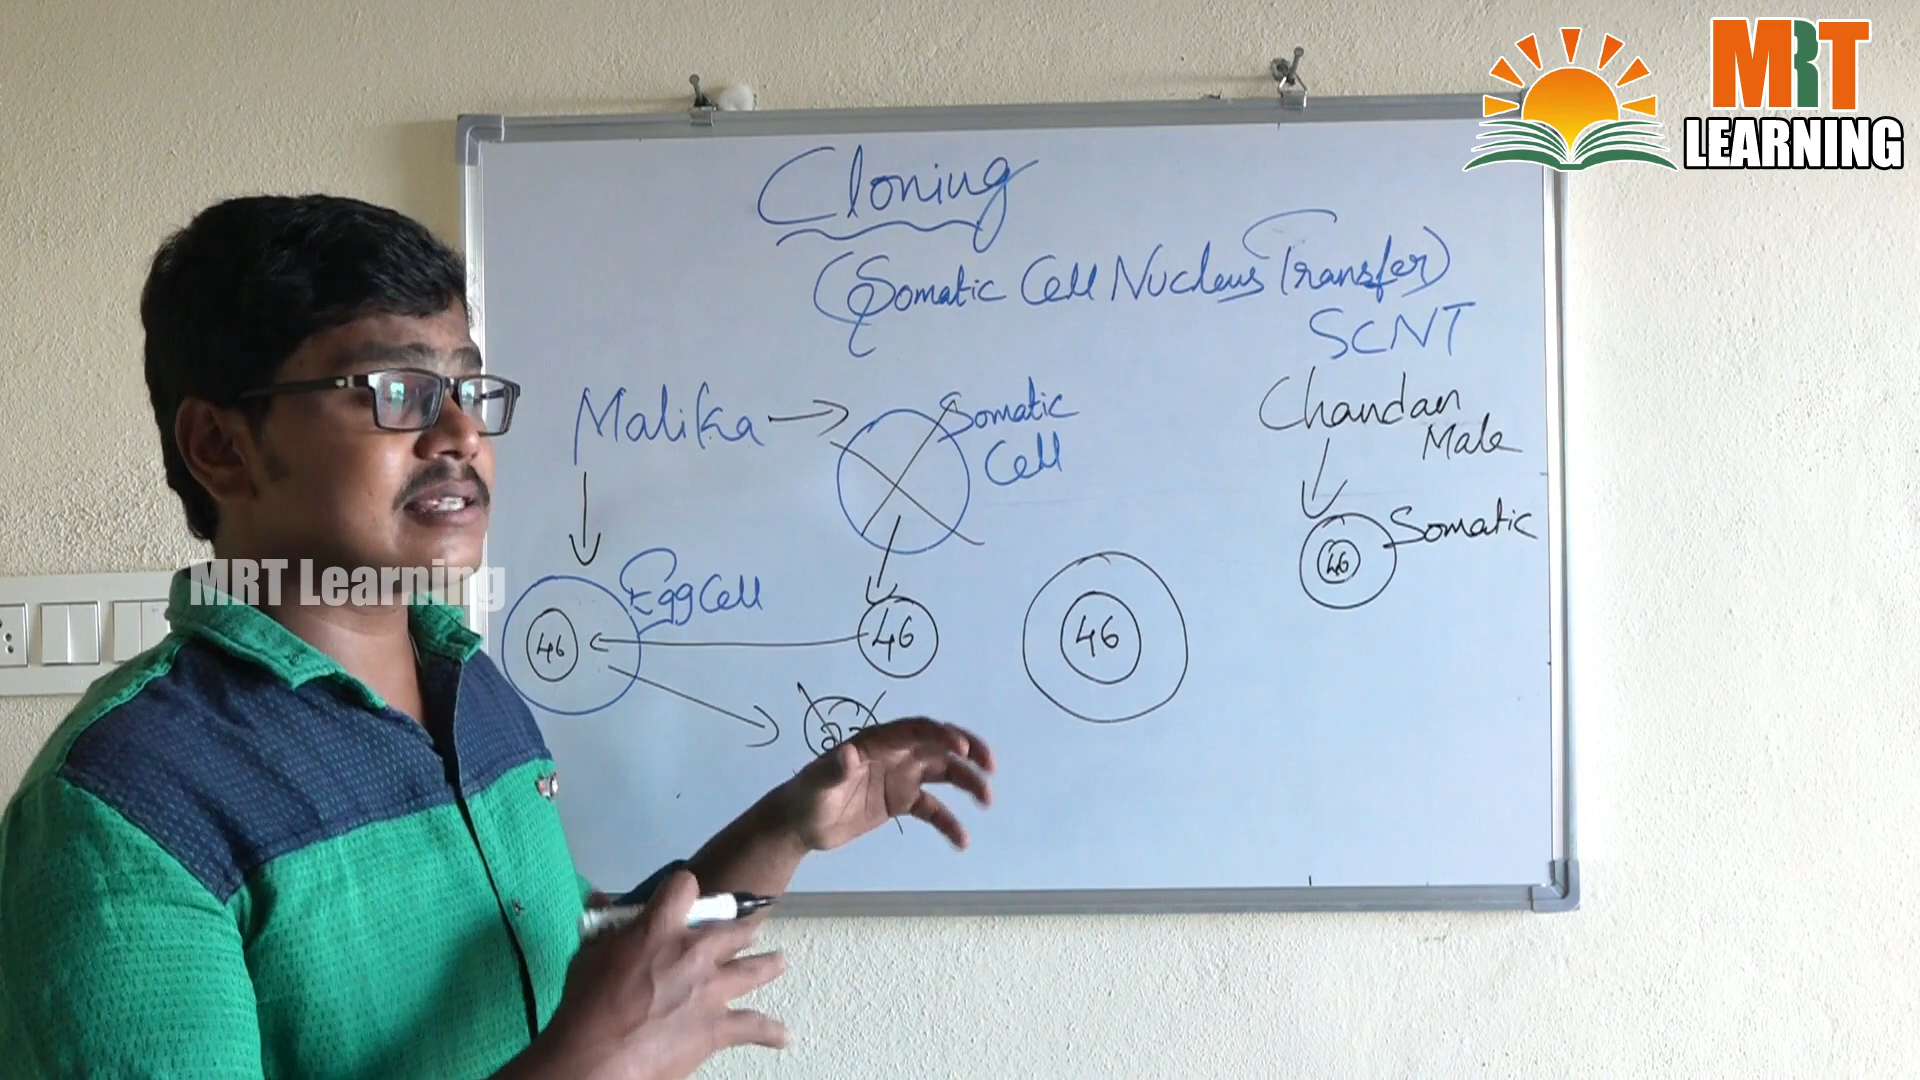 MRT
LEARNING
Cloning
(Somatic Cell Nucleus Transfer)
SCNT
Malika
Somatic
Cell
Chandan
Male
Somatic
46
Egg Cell
46
46
46
MRT Learning